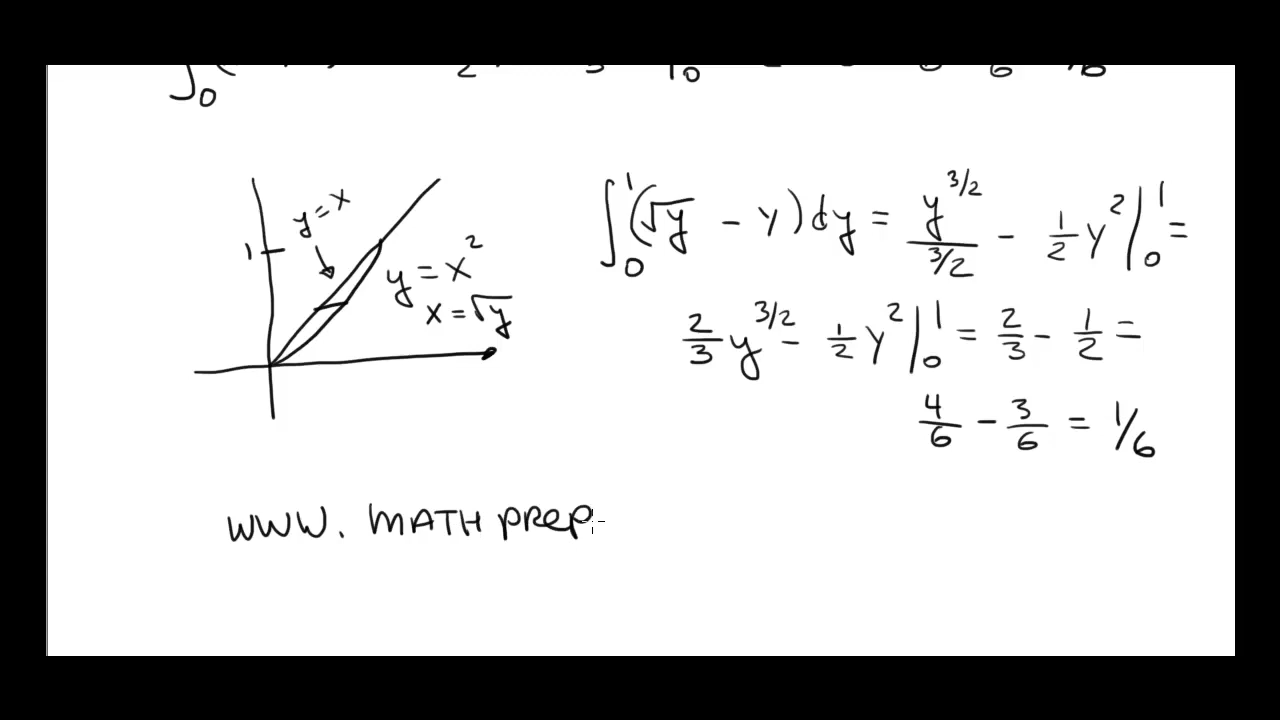 0
y = x
1
y = x²
x = √y
∫₀¹ (√y - y) dy = y^{3/2} / (3/2) - 1/2 y² |₀¹ =
2/3 y^{3/2} - 1/2 y² |₀¹ = 2/3 - 1/2 =
4/6 - 3/6 = 1/6
WWW. MATH PREP